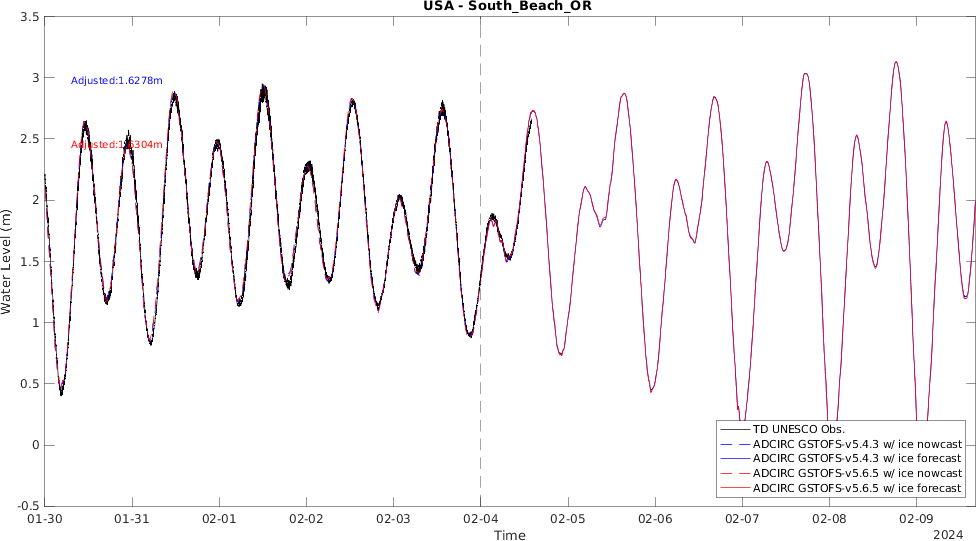 USA - South_Beach_OR
3.5
3
2.5
2
1.5
1
0.5
0
-0.5
Water Level (m)
Adjusted:1.6278m
Adjusted:1.6304m
TD UNESCO Obs.
ADCIRC GSTOFS-v5.4.3 w/ ice nowcast
ADCIRC GSTOFS-v5.4.3 w/ ice forecast
ADCIRC GSTOFS-v5.6.5 w/ ice nowcast
ADCIRC GSTOFS-v5.6.5 w/ ice forecast
01-30 01-31 02-01 02-02 02-03 02-04 02-05 02-06 02-07 02-08 02-09
Time
2024